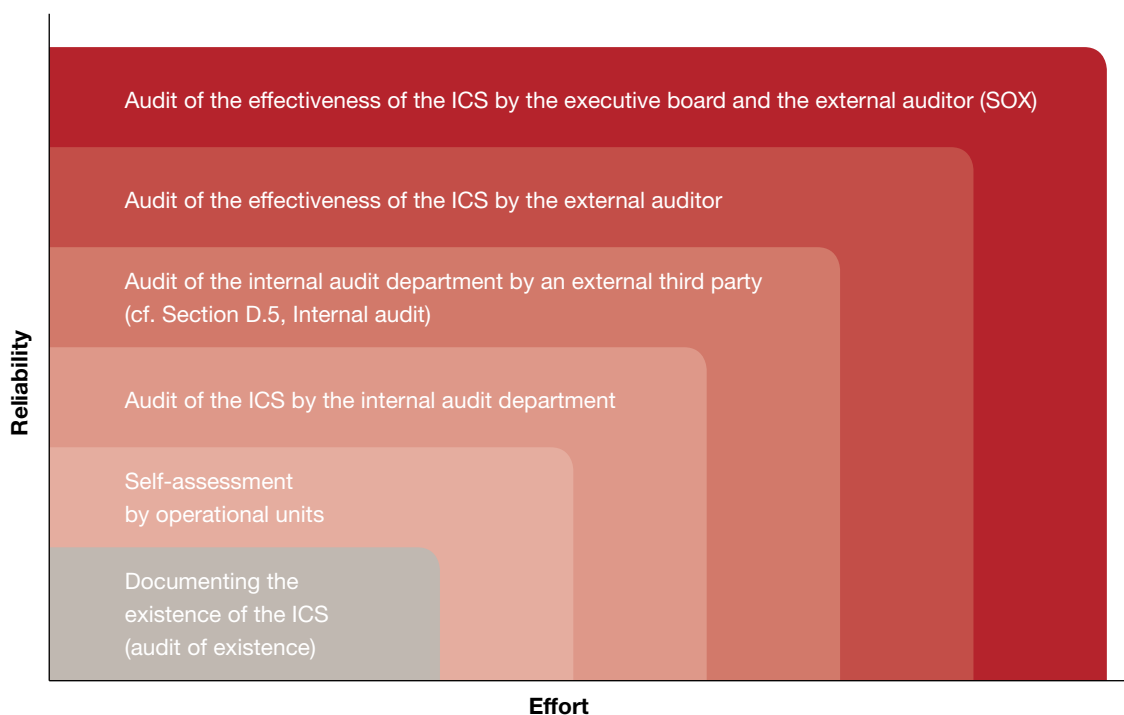 Audit of the effectiveness of the ICS by the executive board and the external auditor (SOX)
Audit of the effectiveness of the ICS by the external auditor
Audit of the internal audit department by an external third party
(cf. Section D.5, Internal audit)
Audit of the ICS by the internal audit department
Self-assessment
by operational units
Documenting the
existence of the ICS
(audit of existence)
Reliability
Effort